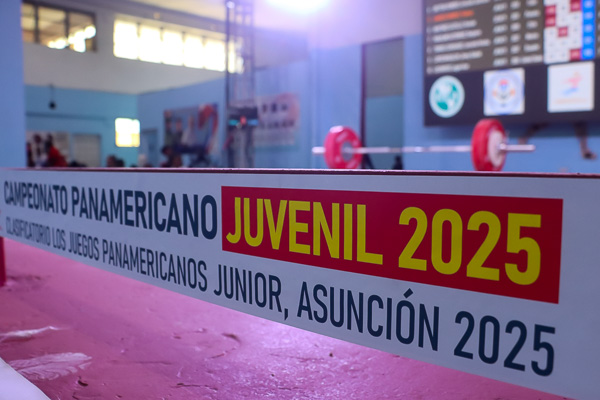 CAMPEONATO PANAMERICANO JUVENIL 2025
CLASIFICATORIO LOS JUEGOS PANAMERICANOS JUNIOR, ASUNCIÓN 2025